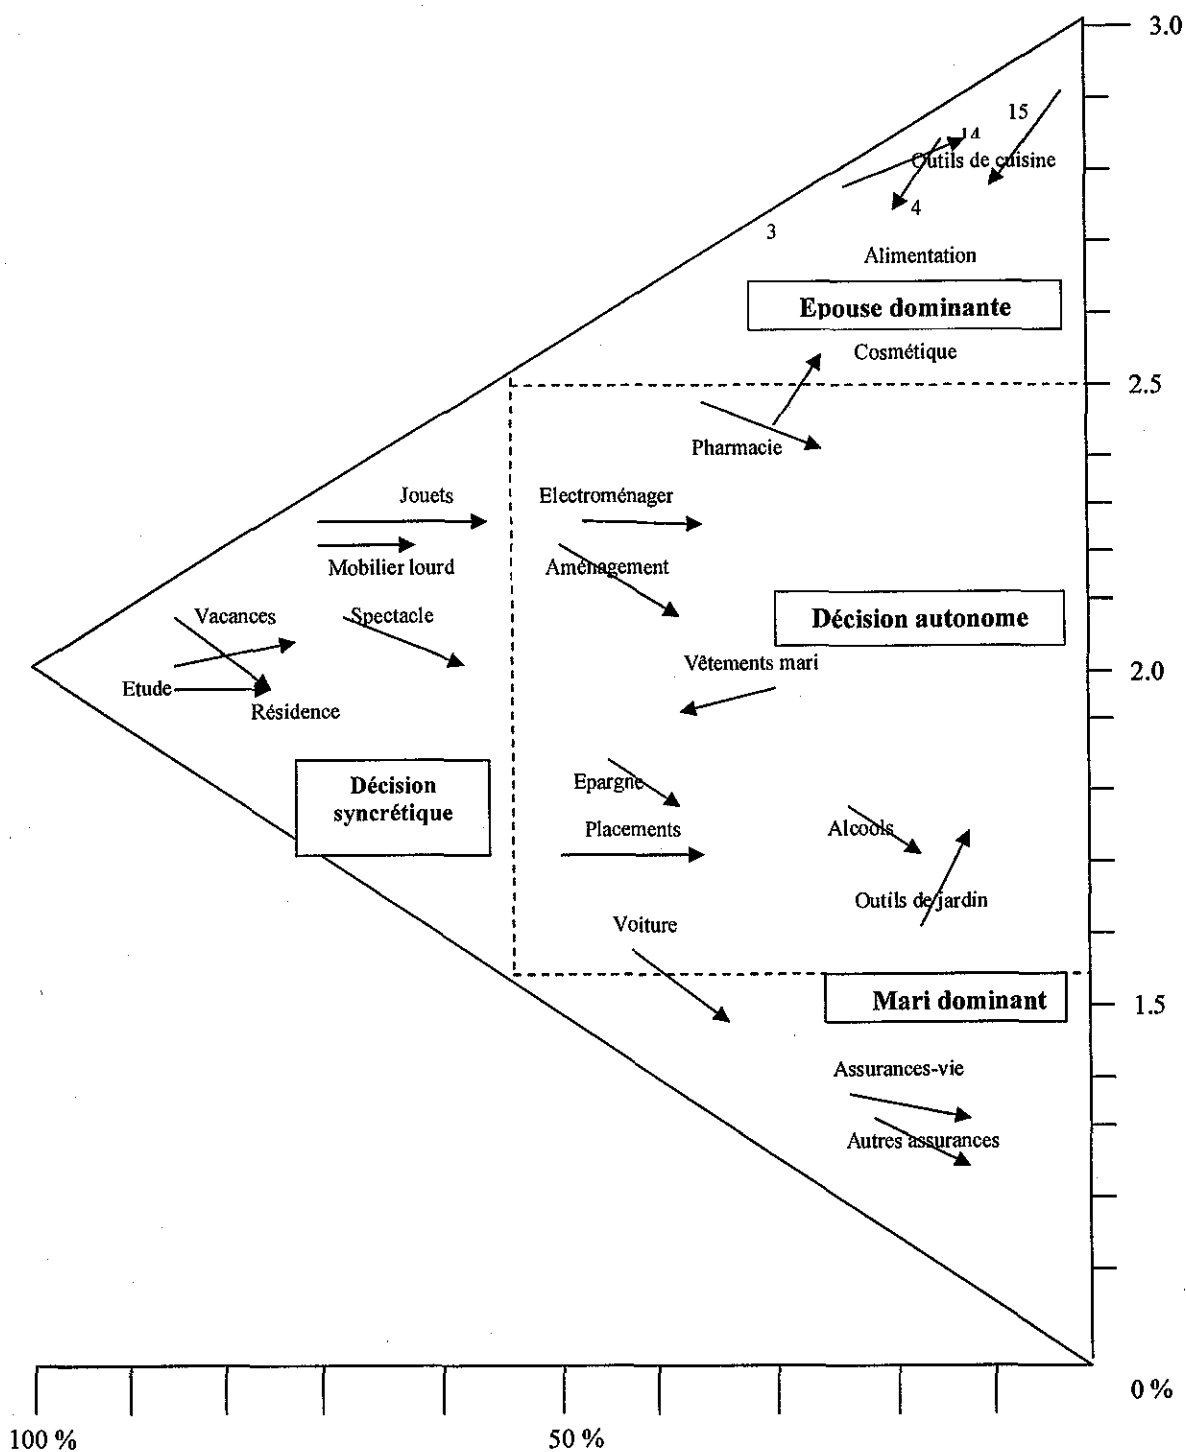 3.0
15
14
Outils de cuisine
4
3
Alimentation
Epouse dominante
Cosmétique
2.5
Pharmacie
Jouets
Electroménager
Mobilier lourd
Aménagement
Vacances
Spectacle
Décision autonome
Vêtements mari
2.0
Etude
Résidence
Décision
syncrétique
Epargne
Placements
Alcools
Outils de jardin
Voiture
Mari dominant
1.5
Assurances-vie
Autres assurances
0 %
100 %
50 %